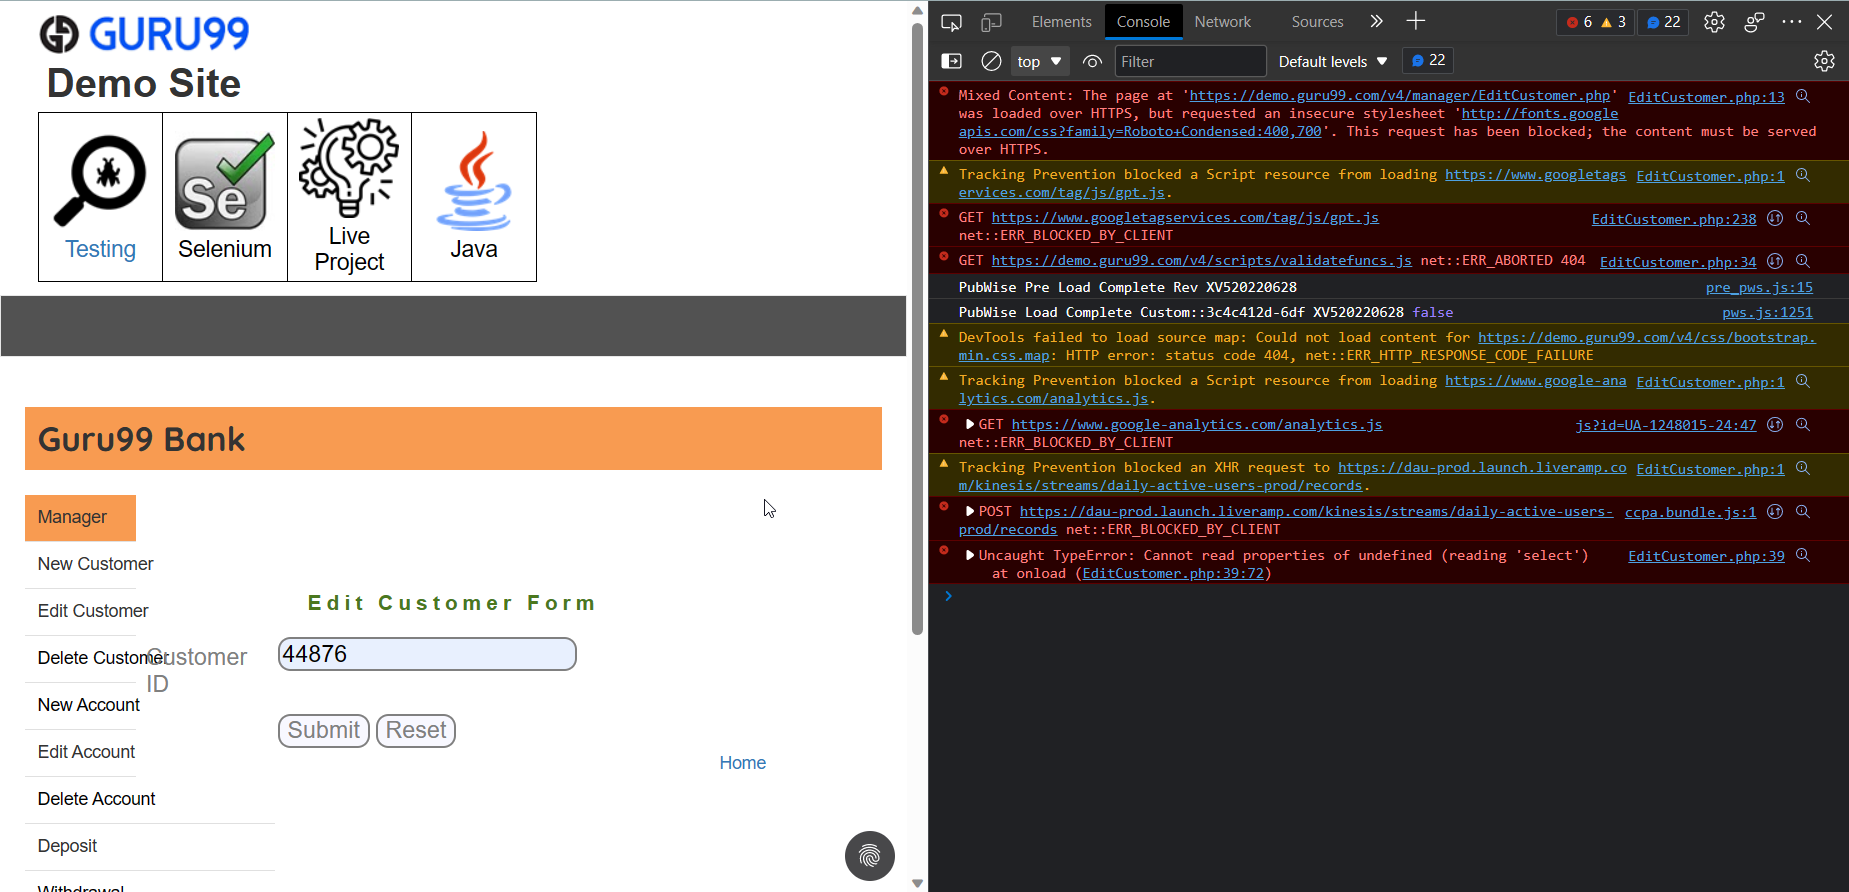 GURU99
Demo Site
Testing
Selenium
Live
Project
Java
Guru99 Bank
Manager
New Customer
Edit Customer
Delete Customer
New Account
Edit Account
Delete Account
Deposit
Withdrawal
Edit Customer Form
Customer
ID
44876
Submit Reset
Home
Elements Console Network Sources 6 3 22
top Filter Default levels 22
Mixed Content: The page at 'https://demo.guru99.com/v4/manager/EditCustomer.php' EditCustomer.php:13
was loaded over HTTPS, but requested an insecure stylesheet 'http://fonts.google
apis.com/css?family=Roboto+Condensed:400,700'. This request has been blocked; the content must be served
over HTTPS.
Tracking Prevention blocked a Script resource from loading https://www.googletags EditCustomer.php:1
ervices.com/tag/js/gpt.js.
GET https://www.googletagservices.com/tag/js/gpt.js EditCustomer.php:238
net::ERR_BLOCKED_BY_CLIENT
GET https://demo.guru99.com/v4/scripts/validatefuncs.js net::ERR_ABORTED 404 EditCustomer.php:34
PubWise Pre Load Complete Rev XV520220628 pre_pws.js:15
PubWise Load Complete Custom::3c4c412d-6df XV520220628 false pws.js:1251
DevTools failed to load source map: Could not load content for https://demo.guru99.com/v4/css/bootstrap.
min.css.map: HTTP error: status code 404, net::ERR_HTTP_RESPONSE_CODE_FAILURE
Tracking Prevention blocked a Script resource from loading https://www.google-ana EditCustomer.php:1
lytics.com/analytics.js.
GET https://www.google-analytics.com/analytics.js js?id=UA-1248015-24:47
net::ERR_BLOCKED_BY_CLIENT
Tracking Prevention blocked an XHR request to https://dau-prod.launch.liveramp.co EditCustomer.php:1
m/kinesis/streams/daily-active-users-prod/records.
POST https://dau-prod.launch.liveramp.com/kinesis/streams/daily-active-users- ccpa.bundle.js:1
prod/records net::ERR_BLOCKED_BY_CLIENT
Uncaught TypeError: Cannot read properties of undefined (reading 'select') EditCustomer.php:39
at onload (EditCustomer.php:39:72)